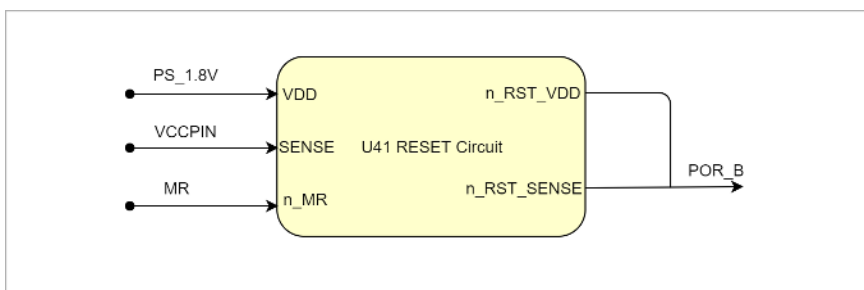 PS_1.8V
VDD
n_RST_VDD
VCCPIN
SENSE
U41 RESET Circuit
POR_B
MR
n_MR
n_RST_SENSE